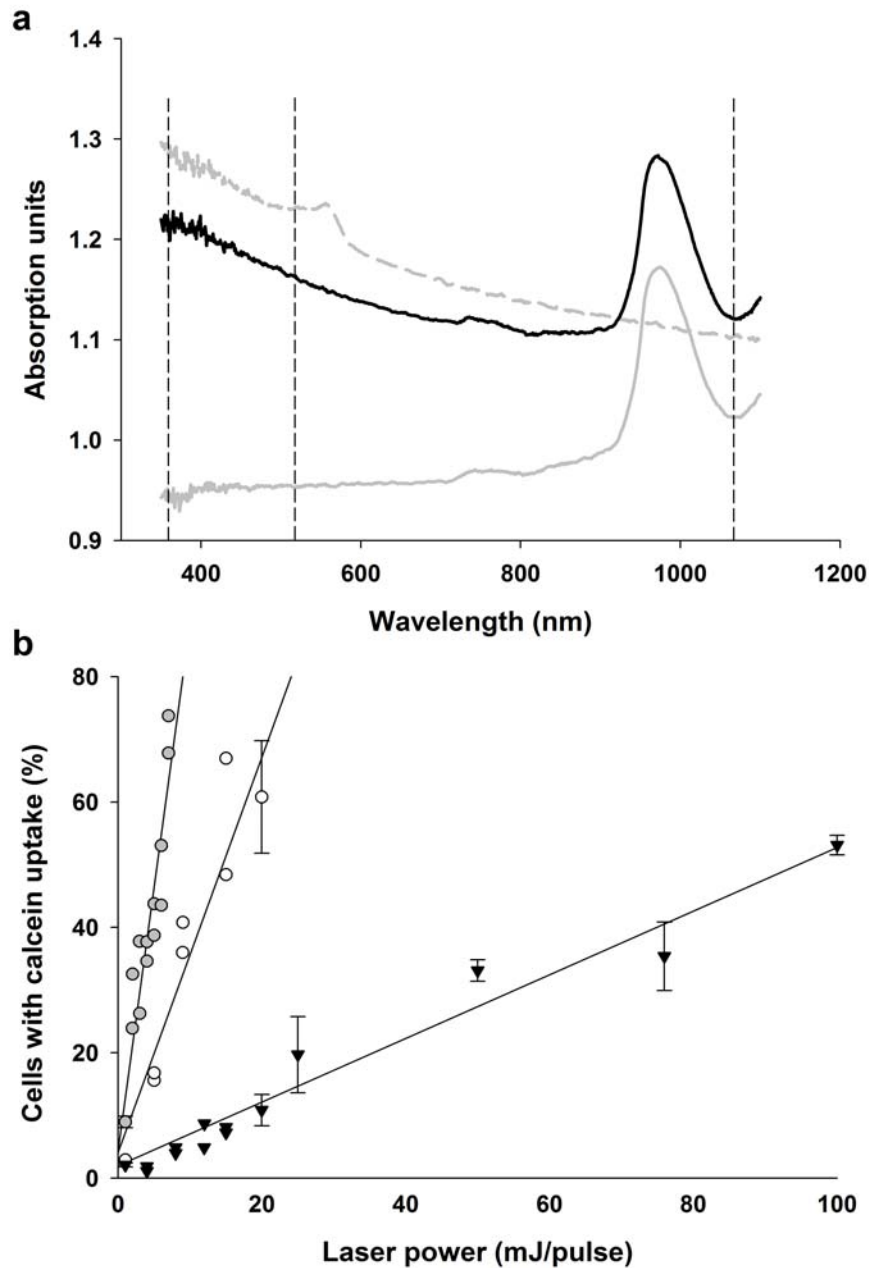 a
1.4
1.3
1.2
1.1
1.0
0.9
Absorption units
400 600 800 1000 1200
Wavelength (nm)
b
80
60
40
20
0
Cells with calcein uptake (%)
0 20 40 60 80 100
Laser power (mJ/pulse)